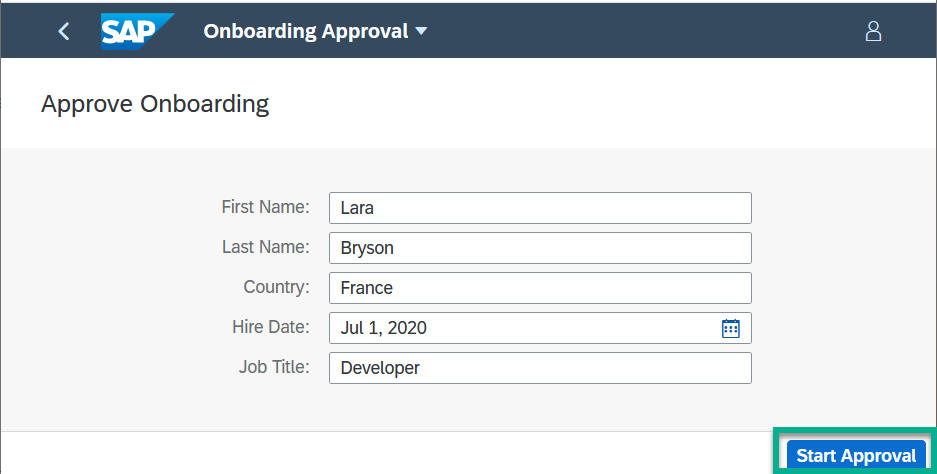 SAP Onboarding Approval
Approve Onboarding
First Name: Lara
Last Name: Bryson
Country: France
Hire Date: Jul 1, 2020
Job Title: Developer
Start Approval